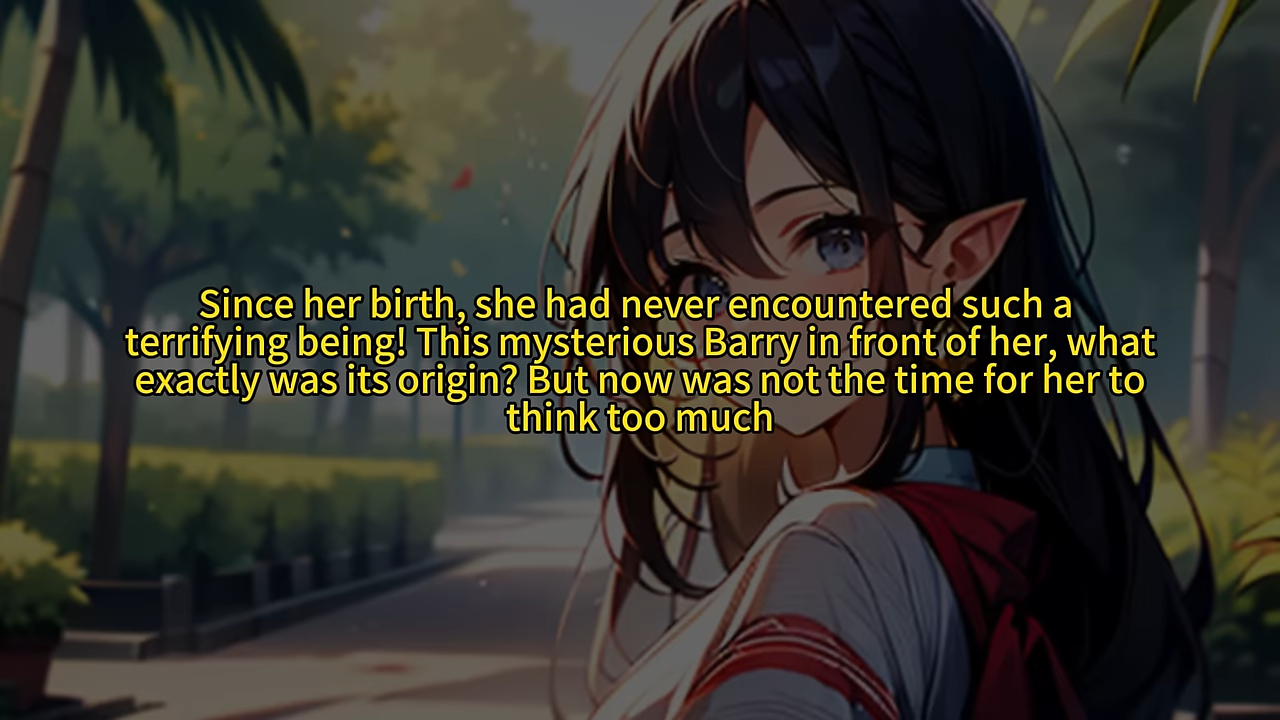 Since her birth, she had never encountered such a
terrifying being! This mysterious Barry in front of her, what
exactly was its origin? But now was not the time for her to
think too much